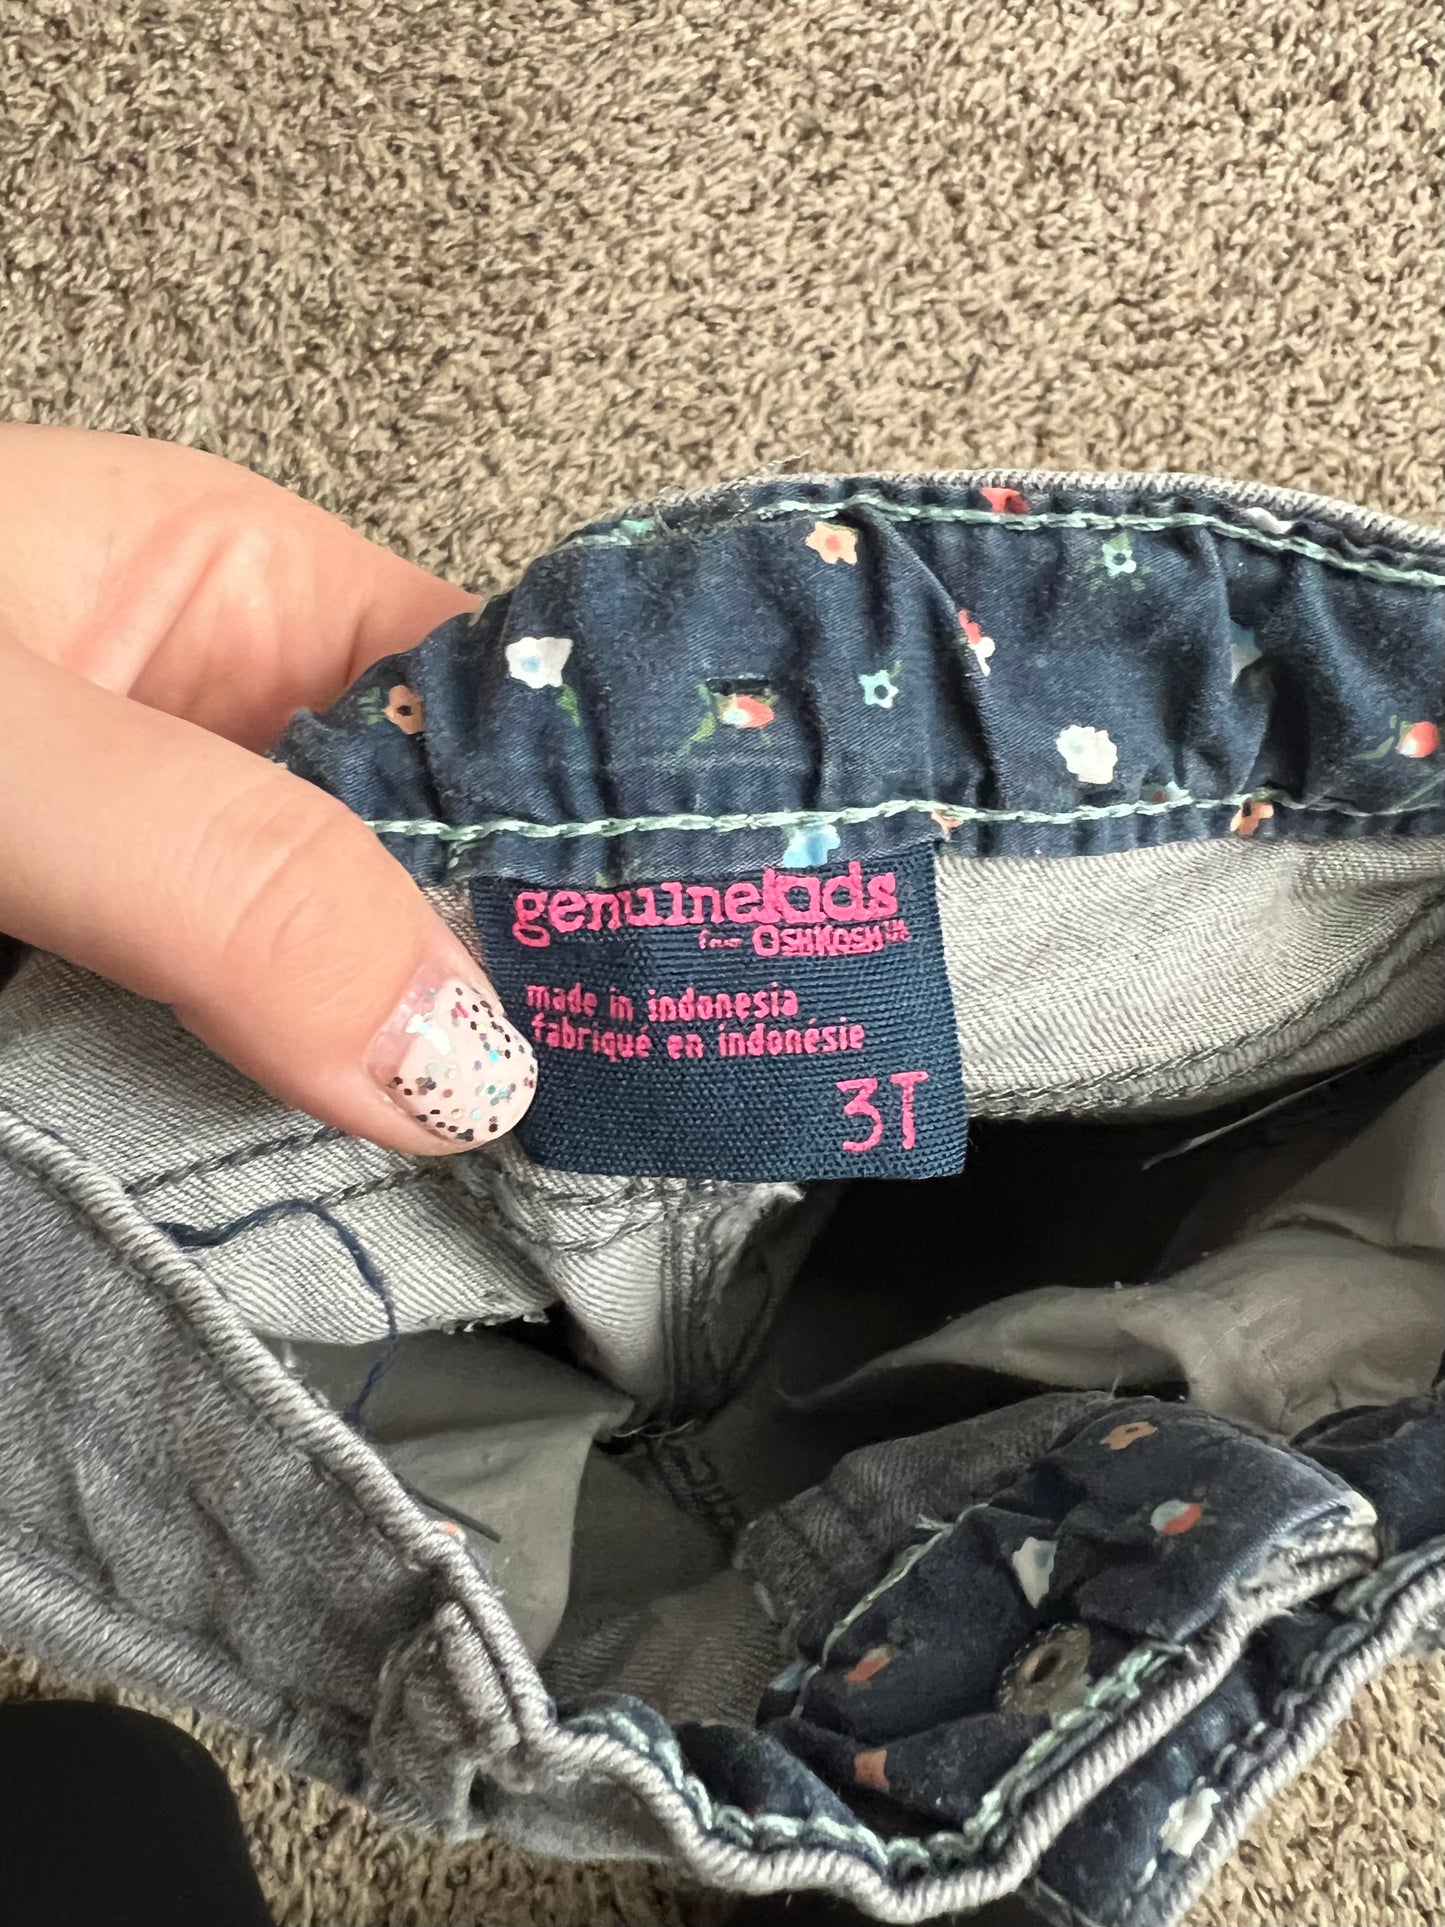 genuinekids
from OSHKOSH
made in indonesia
fabriqué en indonésie
3T